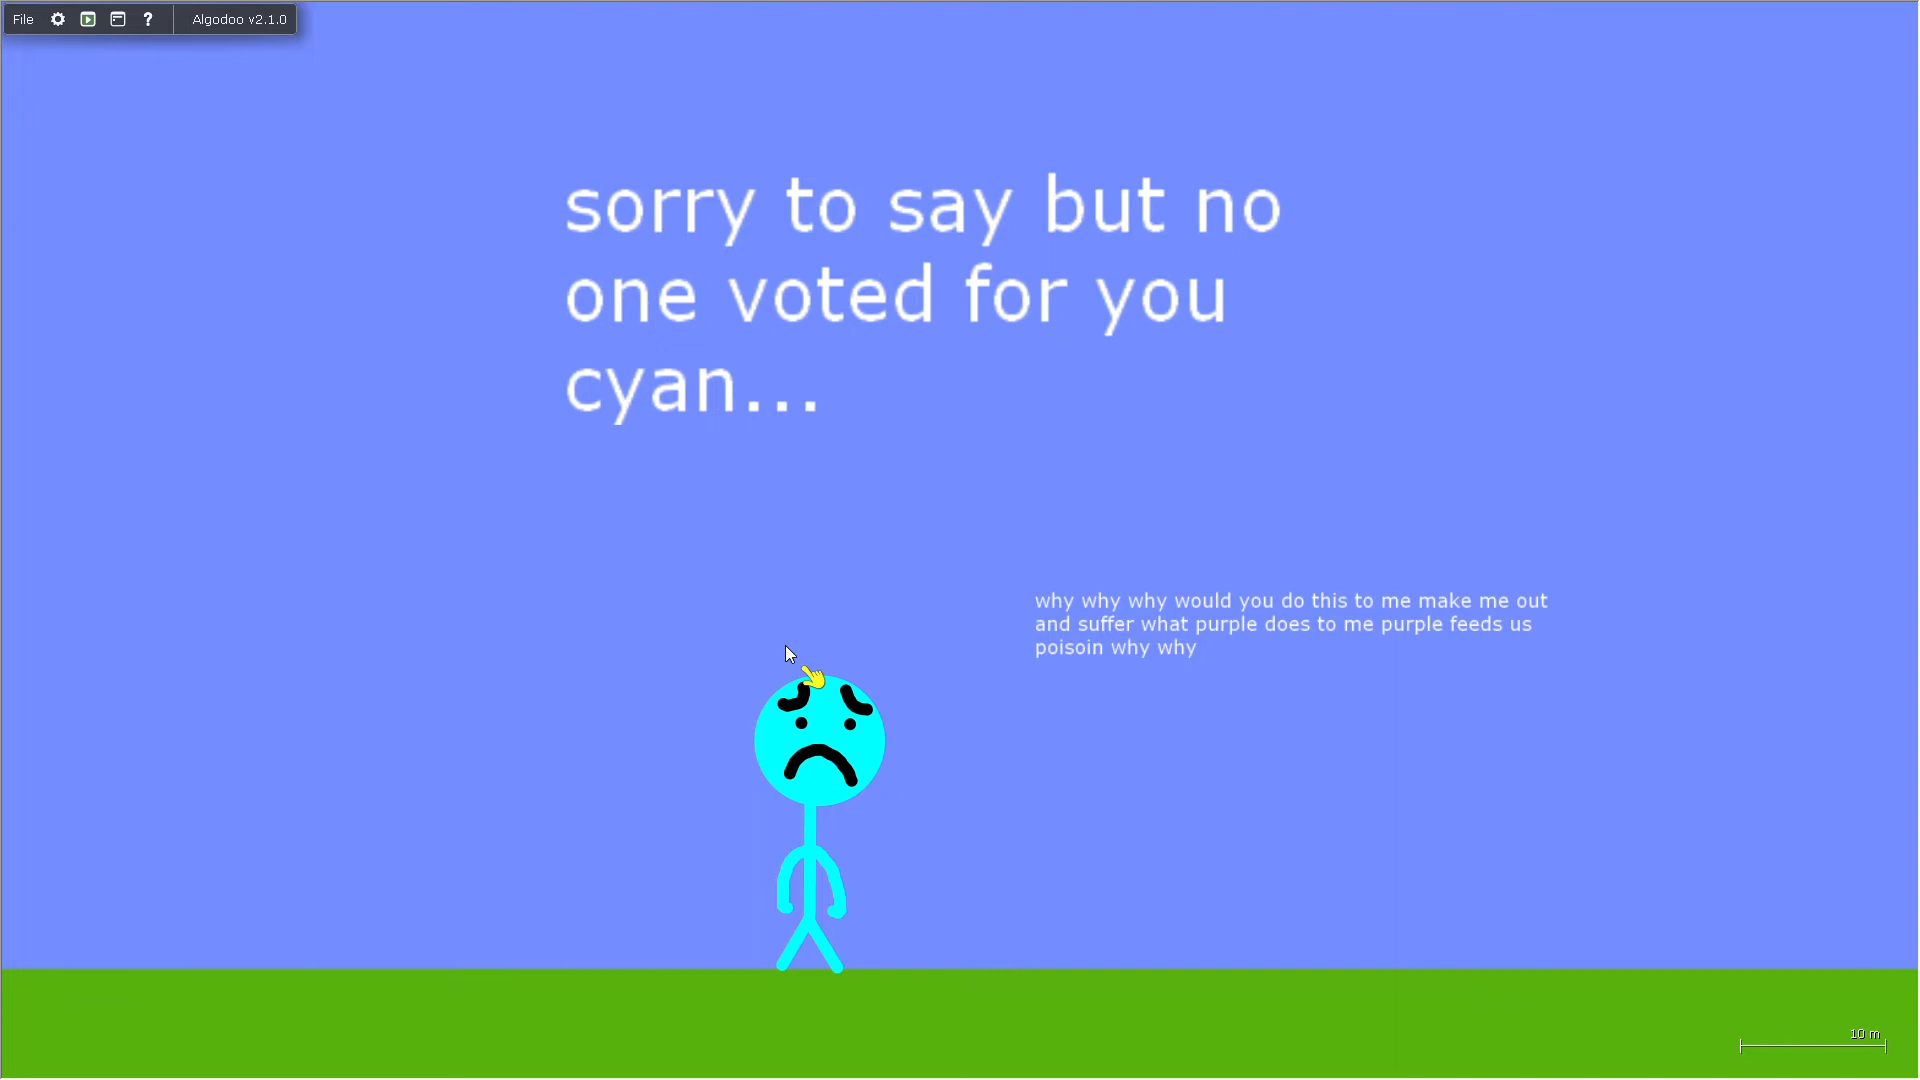 File ? Algodoo v2.1.0
sorry to say but no
one voted for you
cyan...
why why why would you do this to me make me out
and suffer what purple does to me purple feeds us
poisoin why why
10 m